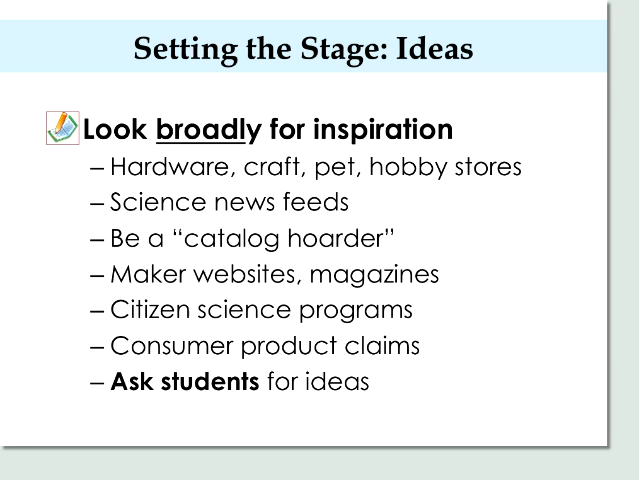 Setting the Stage: Ideas
Look broadly for inspiration
– Hardware, craft, pet, hobby stores
– Science news feeds
– Be a “catalog hoarder”
– Maker websites, magazines
– Citizen science programs
– Consumer product claims
– Ask students for ideas